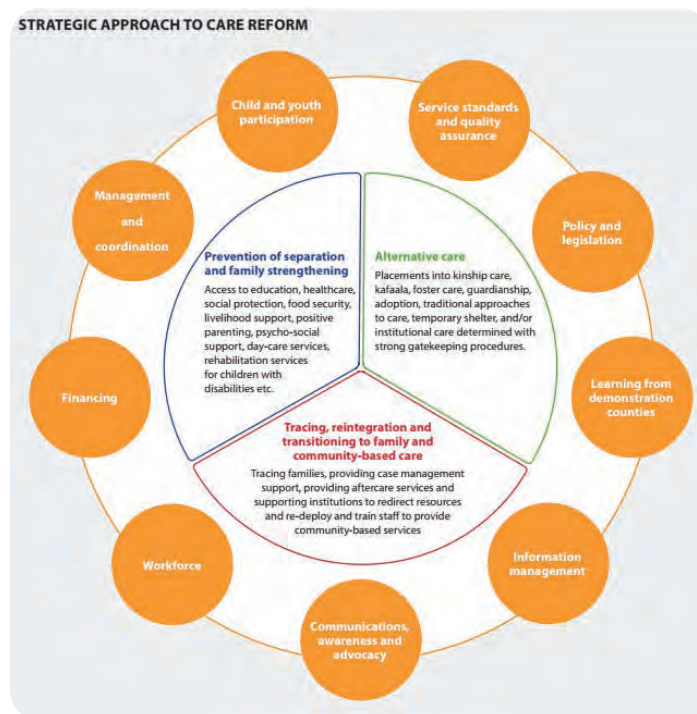 STRATEGIC APPROACH TO CARE REFORM
Child and youth
participation
Service standards
and quality
assurance
Management
and
coordination
Policy and
legislation
Prevention of separation
and family strengthening
Access to education, healthcare,
social protection, food security,
livelihood support, positive
parenting, psycho-social
support, day-care services,
rehabilitation services
for children with
disabilities etc.
Alternative care
Placements into kinship care,
kafaala, foster care, guardianship,
adoption, traditional approaches
to care, temporary shelter, and/or
institutional care determined with
strong gatekeeping procedures.
Financing
Learning from
demonstration
counties
Tracing, reintegration and
transitioning to family and
community-based care
Tracing families, providing case management
support, providing aftercare services and
supporting institutions to redirect resources
and re-deploy and train staff to provide
community-based services
Workforce
Information
management
Communications,
awareness and
advocacy